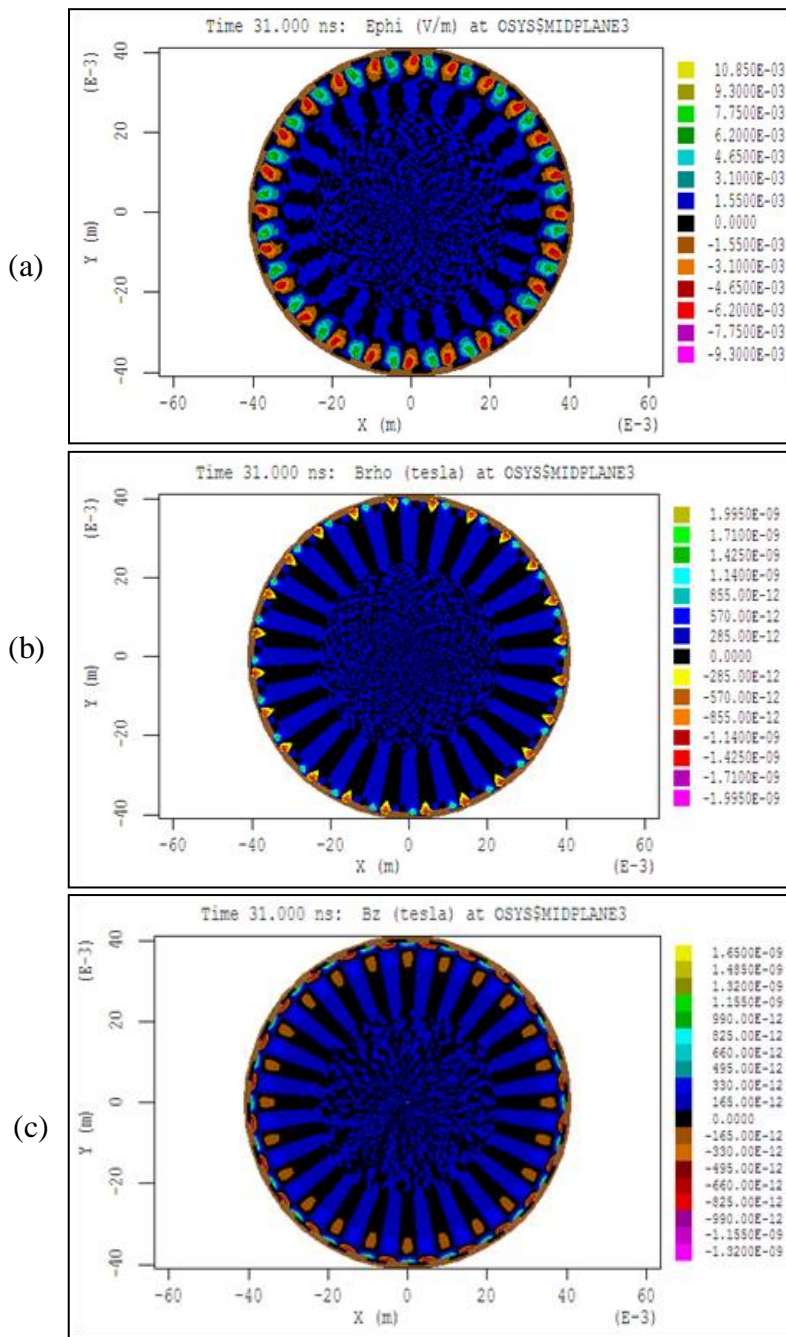 (a)
Time 31.000 ns: Ephi (V/m) at OSYS$MIDPLANE3
(E-3)
Y (m)
40
20
0
-20
-40
-60 -40 -20 0 20 40 60
X (m) (E-3)
10.850E-03
9.3000E-03
7.7500E-03
6.2000E-03
4.6500E-03
3.1000E-03
1.5500E-03
0.0000
-1.5500E-03
-3.1000E-03
-4.6500E-03
-6.2000E-03
-7.7500E-03
-9.3000E-03
(b)
Time 31.000 ns: Brho (tesla) at OSYS$MIDPLANE3
(E-3)
Y (m)
40
20
0
-20
-40
-60 -40 -20 0 20 40 60
X (m) (E-3)
1.9950E-09
1.7100E-09
1.4250E-09
1.1400E-09
855.00E-12
570.00E-12
285.00E-12
0.0000
-285.00E-12
-570.00E-12
-855.00E-12
-1.1400E-09
-1.4250E-09
-1.7100E-09
-1.9950E-09
(c)
Time 31.000 ns: Bz (tesla) at OSYS$MIDPLANE3
(E-3)
Y (m)
40
20
0
-20
-40
-60 -40 -20 0 20 40 60
X (m) (E-3)
1.6500E-09
1.4850E-09
1.3200E-09
1.1550E-09
990.00E-12
825.00E-12
660.00E-12
495.00E-12
330.00E-12
165.00E-12
0.0000
-165.00E-12
-330.00E-12
-495.00E-12
-660.00E-12
-825.00E-12
-990.00E-12
-1.1550E-09
-1.3200E-09